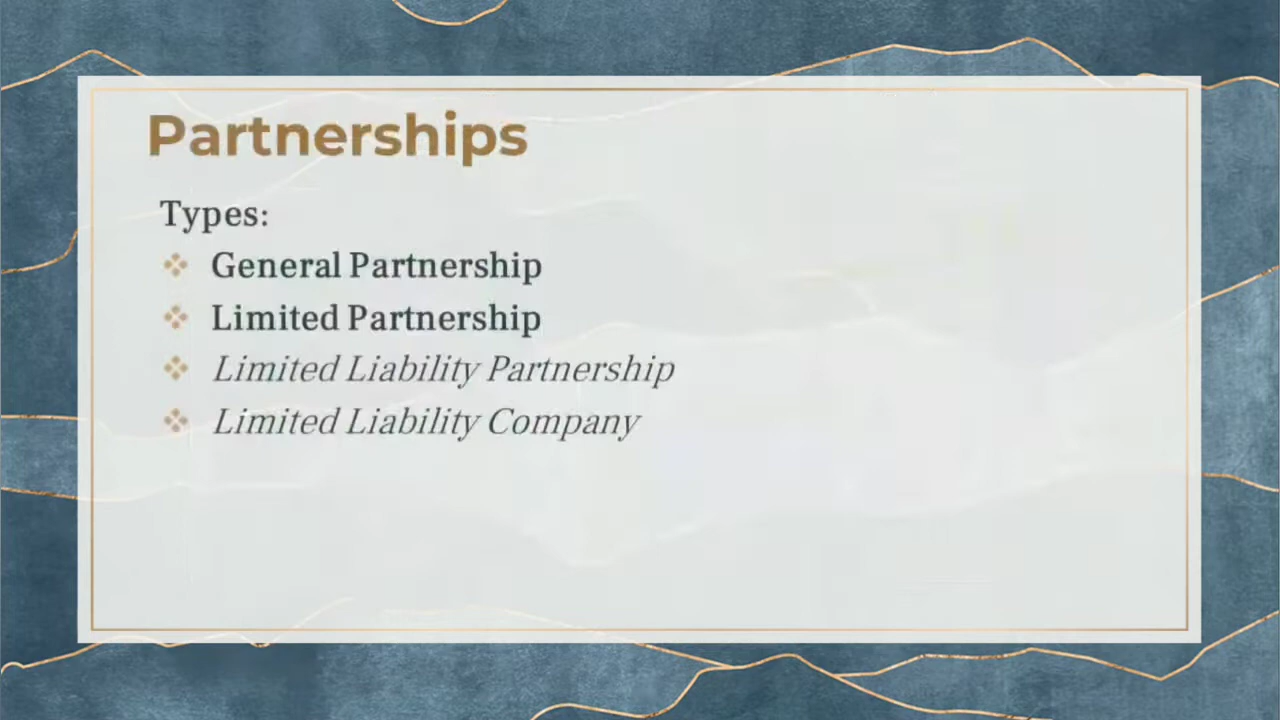 Partnerships
Types:
General Partnership
Limited Partnership
Limited Liability Partnership
Limited Liability Company